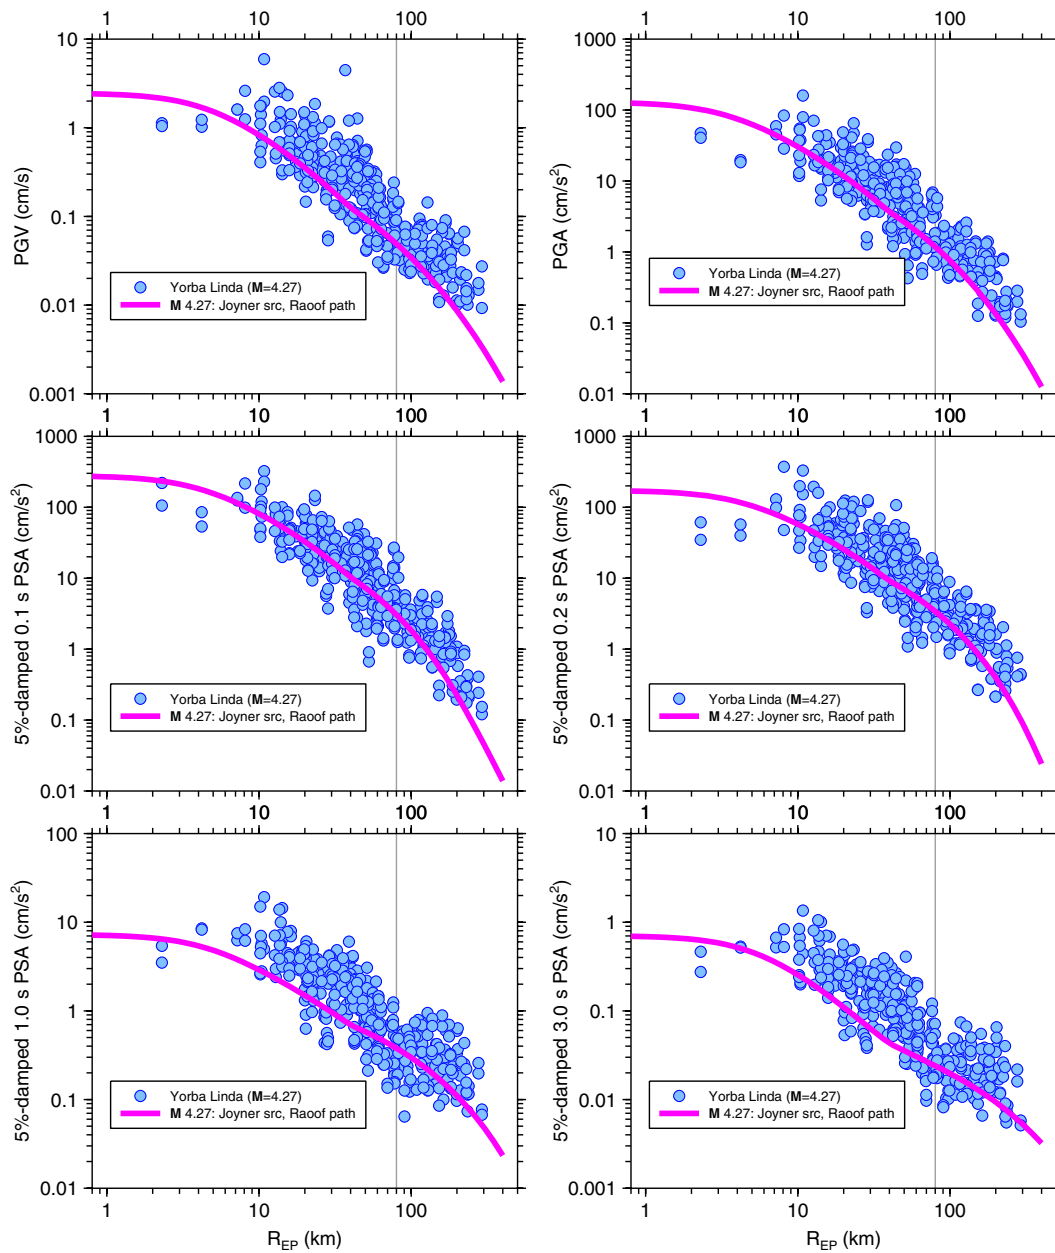 1 10 100
1 10 100
10
1
0.1
0.01
0.001
PGV (cm/s)
Yorba Linda (M=4.27)
M 4.27: Joyner src, Raoof path
1000
100
10
1
0.1
0.01
PGA (cm/s²)
Yorba Linda (M=4.27)
M 4.27: Joyner src, Raoof path
1 10 100
1 10 100
1000
100
10
1
0.1
0.01
5%-damped 0.1 s PSA (cm/s²)
Yorba Linda (M=4.27)
M 4.27: Joyner src, Raoof path
1000
100
10
1
0.1
0.01
5%-damped 0.2 s PSA (cm/s²)
Yorba Linda (M=4.27)
M 4.27: Joyner src, Raoof path
1 10 100
1 10 100
100
10
1
0.1
0.01
5%-damped 1.0 s PSA (cm/s²)
Yorba Linda (M=4.27)
M 4.27: Joyner src, Raoof path
1
0.1
0.01
0.001
5%-damped 3.0 s PSA (cm/s²)
Yorba Linda (M=4.27)
M 4.27: Joyner src, Raoof path
1 10 100
1 10 100
R_EP (km)
R_EP (km)